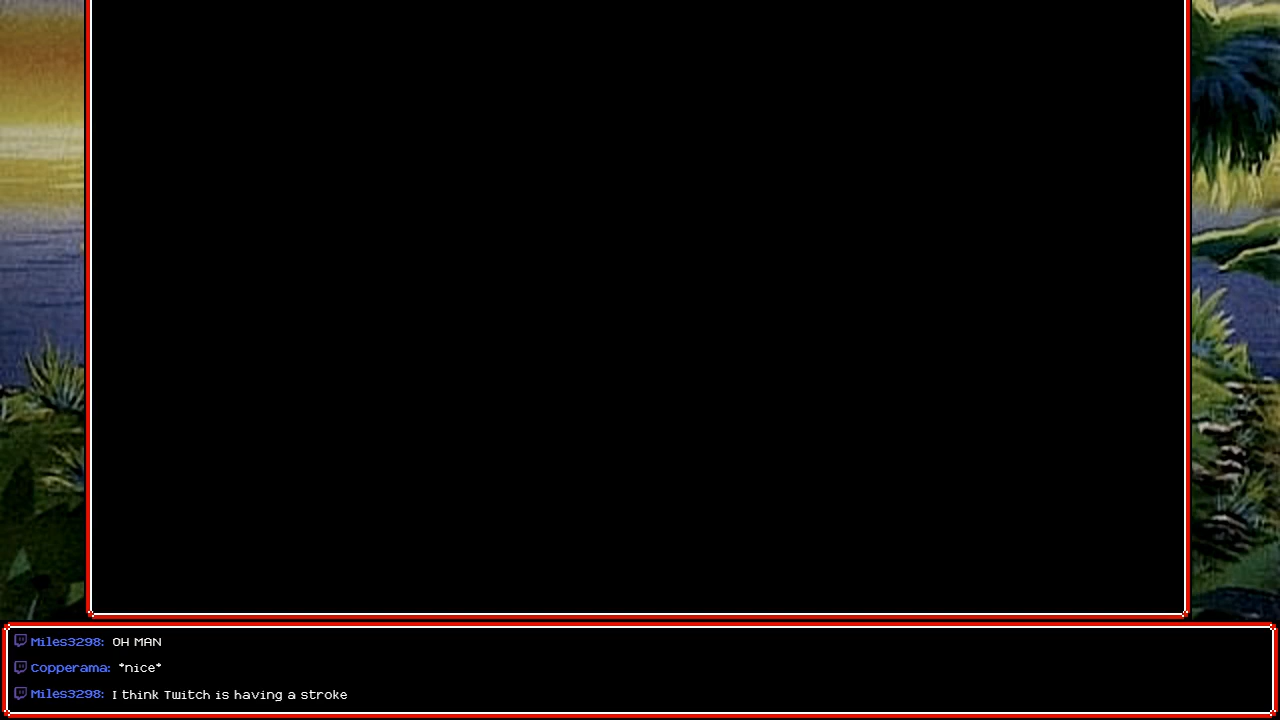 Miles3298: OH MAN
Copperama: *nice*
Miles3298: I think Twitch is having a stroke